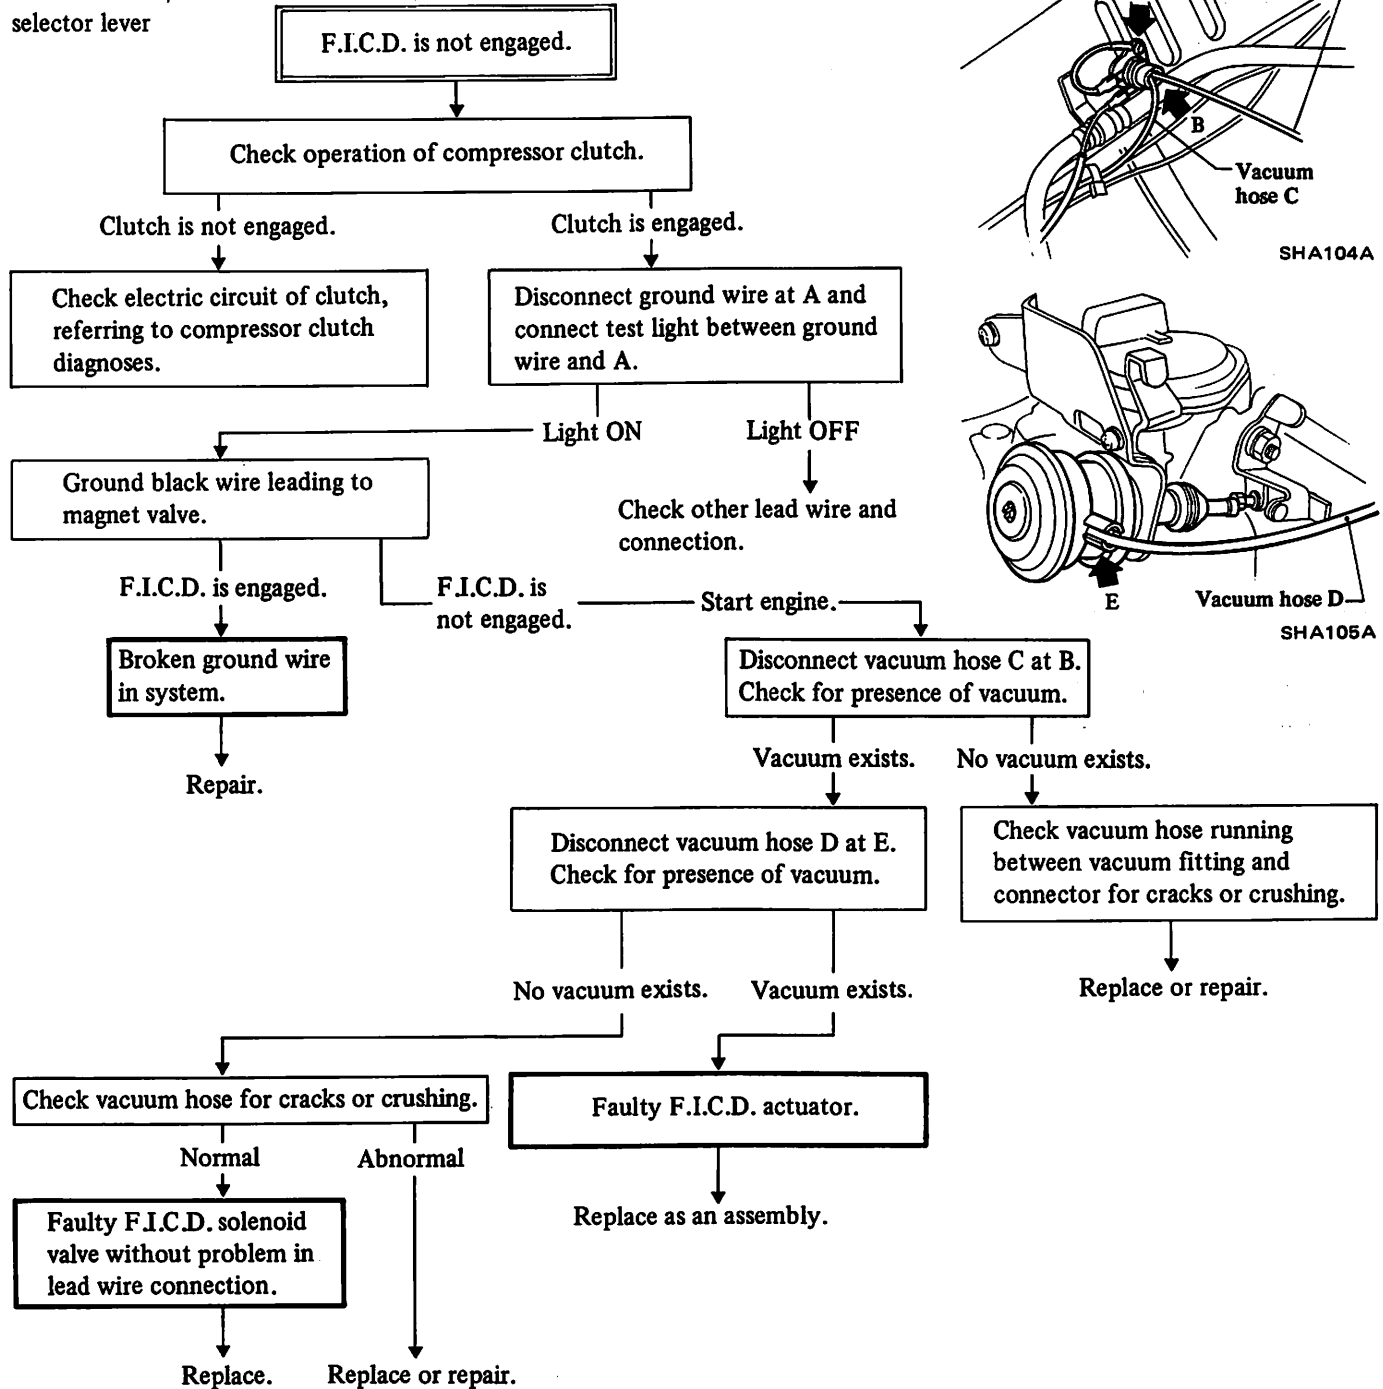 selector lever
F.I.C.D. is not engaged.
Check operation of compressor clutch.
Clutch is not engaged.
Clutch is engaged.
Check electric circuit of clutch,
referring to compressor clutch
diagnoses.
Disconnect ground wire at A and
connect test light between ground
wire and A.
Light ON
Light OFF
Ground black wire leading to
magnet valve.
Check other lead wire and
connection.
F.I.C.D. is engaged.
F.I.C.D. is
not engaged.
Start engine.
Broken ground wire
in system.
Repair.
Disconnect vacuum hose C at B.
Check for presence of vacuum.
Vacuum exists.
No vacuum exists.
Disconnect vacuum hose D at E.
Check for presence of vacuum.
Check vacuum hose running
between vacuum fitting and
connector for cracks or crushing.
Replace or repair.
No vacuum exists.
Vacuum exists.
Check vacuum hose for cracks or crushing.
Faulty F.I.C.D. actuator.
Replace as an assembly.
Normal
Abnormal
Faulty F.I.C.D. solenoid
valve without problem in
lead wire connection.
Replace.
Replace or repair.
B
Vacuum
hose C
SHA104A
E
Vacuum hose D
SHA105A